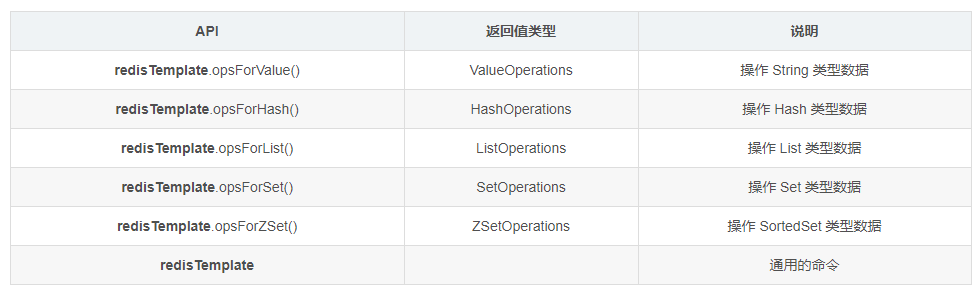 API 返回值类型 说明
redisTemplate.opsForValue() ValueOperations 操作 String 类型数据
redisTemplate.opsForHash() HashOperations 操作 Hash 类型数据
redisTemplate.opsForList() ListOperations 操作 List 类型数据
redisTemplate.opsForSet() SetOperations 操作 Set 类型数据
redisTemplate.opsForZSet() ZSetOperations 操作 SortedSet 类型数据
redisTemplate 通用的命令